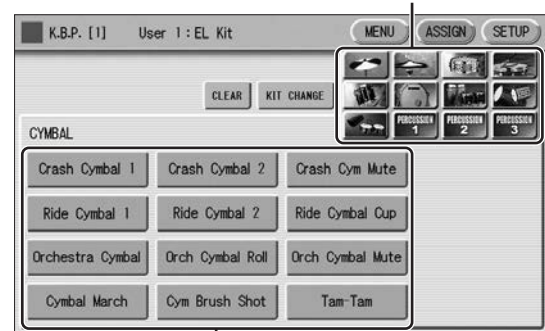 K.B.P. [1] User 1 : EL Kit MENU ASSIGN SETUP
CLEAR KIT CHANGE
PERCUSSION 1 PERCUSSION 2 PERCUSSION 3
CYMBAL
Crash Cymbal 1 Crash Cymbal 2 Crash Cym Mute
Ride Cymbal 1 Ride Cymbal 2 Ride Cymbal Cup
Orchestra Cymbal Orch Cymbal Roll Orch Cymbal Mute
Cymbal March Cym Brush Shot Tam-Tam